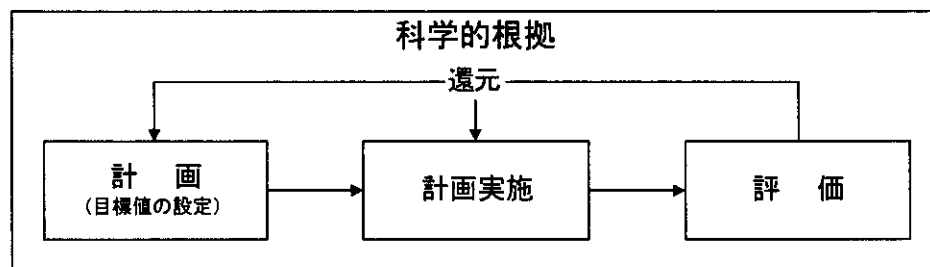 科学的根拠
還元
計　画
(目標値の設定)
計画実施
評　価